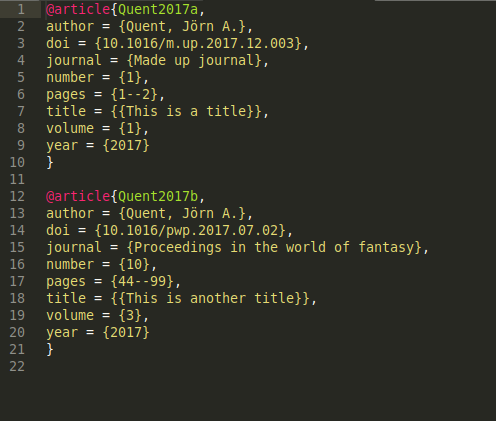 1 @article{Quent2017a,
2 author = {Quent, Jörn A.},
3 doi = {10.1016/m.up.2017.12.003},
4 journal = {Made up journal},
5 number = {1},
6 pages = {1--2},
7 title = {{This is a title}},
8 volume = {1},
9 year = {2017}
10 }
11
12 @article{Quent2017b,
13 author = {Quent, Jörn A.},
14 doi = {10.1016/pwp.2017.07.02},
15 journal = {Proceedings in the world of fantasy},
16 number = {10},
17 pages = {44--99},
18 title = {{This is another title}},
19 volume = {3},
20 year = {2017}
21 }
22